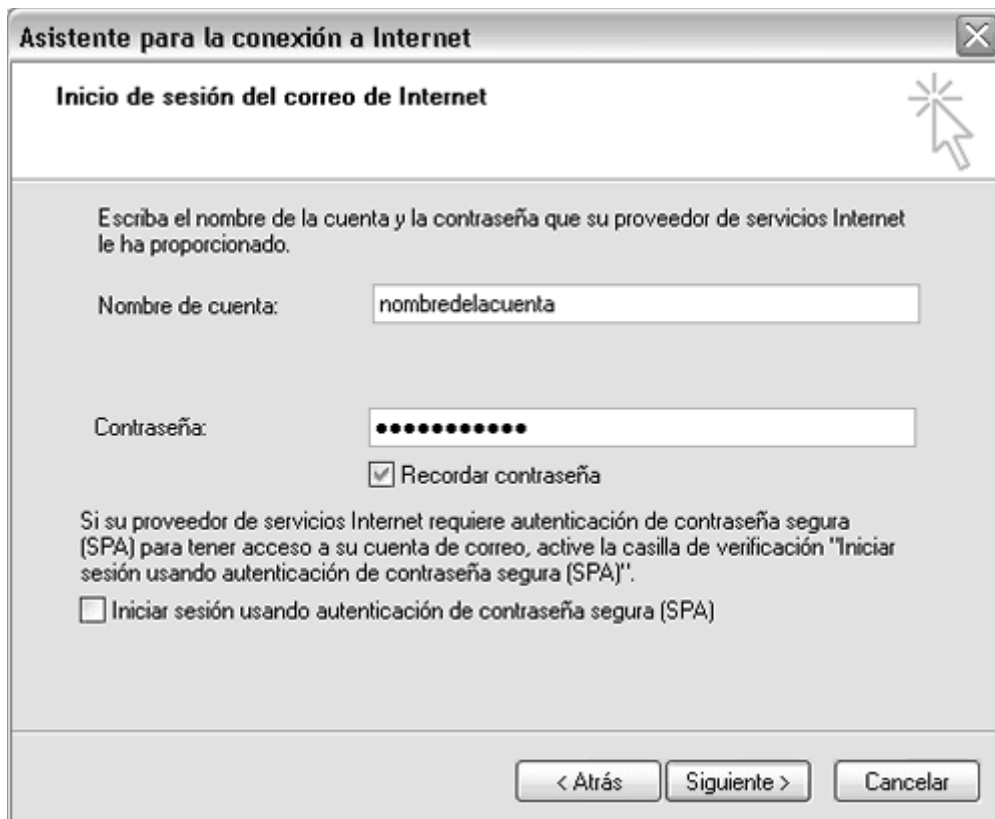 Asistente para la conexión a Internet
Inicio de sesión del correo de Internet
Escriba el nombre de la cuenta y la contraseña que su proveedor de servicios Internet
le ha proporcionado.
Nombre de cuenta: nombredelacuenta
Contraseña: •••••••••••
Recordar contraseña
Si su proveedor de servicios Internet requiere autenticación de contraseña segura
(SPA) para tener acceso a su cuenta de correo, active la casilla de verificación "Iniciar
sesión usando autenticación de contraseña segura (SPA)".
Iniciar sesión usando autenticación de contraseña segura (SPA)
< Atrás Siguiente > Cancelar